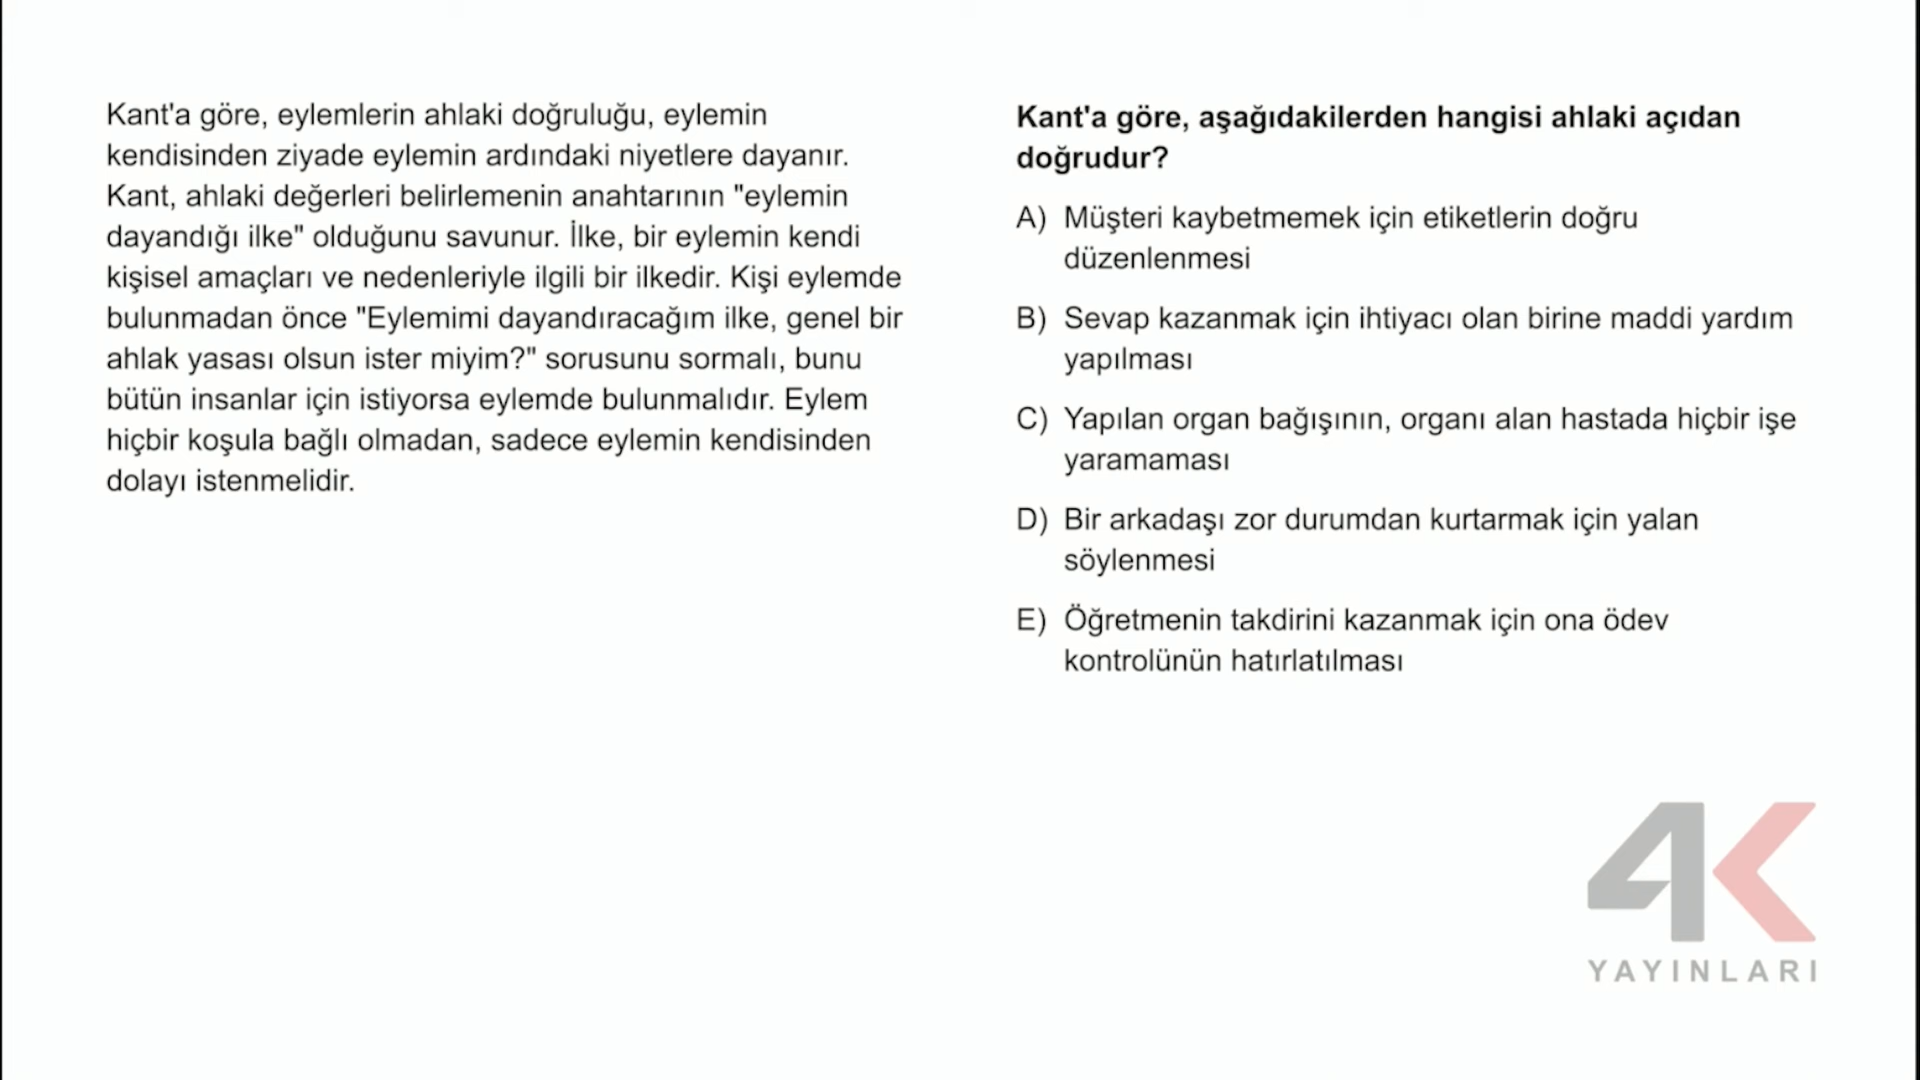 Kant'a göre, eylemlerin ahlaki doğruluğu, eylemin
kendisinden ziyade eylemin ardındaki niyetlere dayanır.
Kant, ahlaki değerleri belirlemenin anahtarının "eylemin
dayandığı ilke" olduğunu savunur. İlke, bir eylemin kendi
kişisel amaçları ve nedenleriyle ilgili bir ilkedir. Kişi eylemde
bulunmadan önce "Eylemimi dayandıracağım ilke, genel bir
ahlak yasası olsun ister miyim?" sorusunu sormalı, bunu
bütün insanlar için istiyorsa eylemde bulunmalıdır. Eylem
hiçbir koşula bağlı olmadan, sadece eylemin kendisinden
dolayı istenmelidir.
Kant'a göre, aşağıdakilerden hangisi ahlaki açıdan
doğrudur?
A) Müşteri kaybetmemek için etiketlerin doğru
düzenlenmesi
B) Sevap kazanmak için ihtiyacı olan birine maddi yardım
yapılması
C) Yapılan organ bağışının, organı alan hastada hiçbir işe
yaramaması
D) Bir arkadaşı zor durumdan kurtarmak için yalan
söylenmesi
E) Öğretmenin takdirini kazanmak için ona ödev
kontrolünün hatırlatılması
4K
YAYINLARI